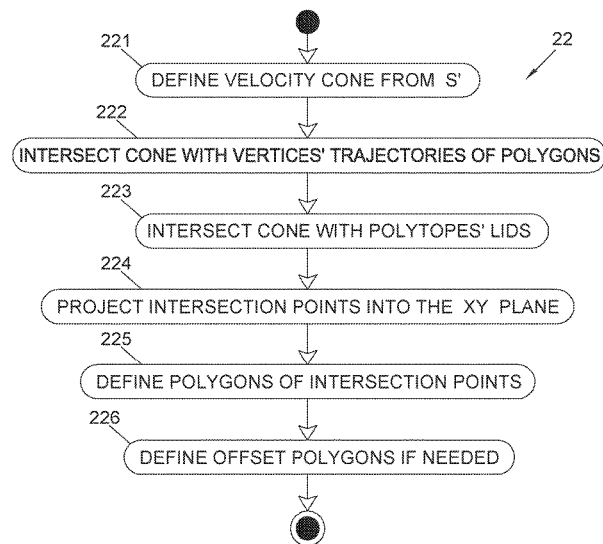 221
22
DEFINE VELOCITY CONE FROM S'
222
INTERSECT CONE WITH VERTICES' TRAJECTORIES OF POLYGONS
223
INTERSECT CONE WITH POLYTOPES' LIDS
224
PROJECT INTERSECTION POINTS INTO THE XY PLANE
225
DEFINE POLYGONS OF INTERSECTION POINTS
226
DEFINE OFFSET POLYGONS IF NEEDED